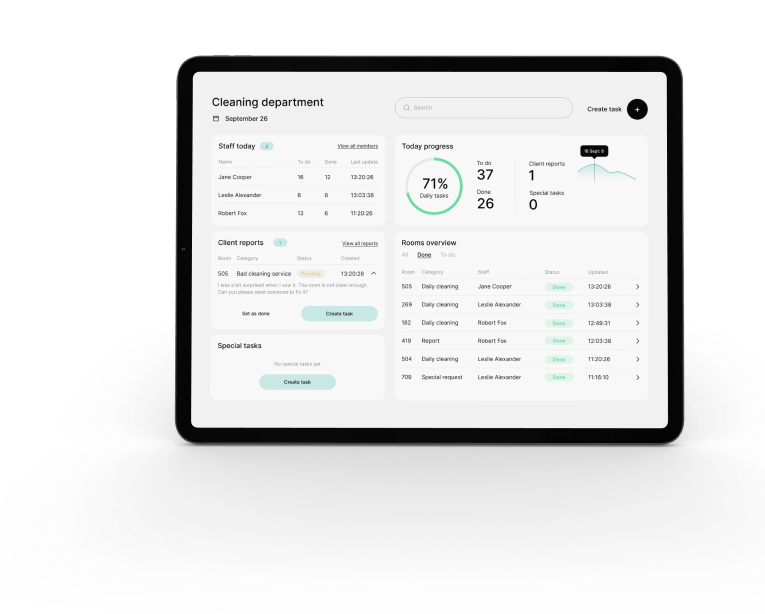 Cleaning department
September 26
Search
Create task
+
Staff today
View all members
Name To do Done Last update
Jane Cooper 16 12 13:20:26
Leslie Alexander 8 8 13:03:38
Robert Fox 13 6 11:20:26
Today progress
71%
Daily tasks
To do
37
Done
26
Client reports
1
Special tasks
0
16 Sept: 8
Client reports 1 View all reports
Room Category Status Created
505 Bad cleaning service Pending 13:20:26
I was a bit surprised when I saw it. The room is not clean enough.
Can you please send someone to fix it?
Set as done Create task
Special tasks
No special tasks yet
Create task
Rooms overview
All Done To do
Room Category Staff Status Updated
505 Daily cleaning Jane Cooper Done 13:20:26
269 Daily cleaning Leslie Alexander Done 13:03:38
182 Daily cleaning Robert Fox Done 12:49:31
419 Report Robert Fox Done 12:03:38
504 Daily cleaning Leslie Alexander Done 11:20:26
709 Special request Leslie Alexander Done 11:16:10